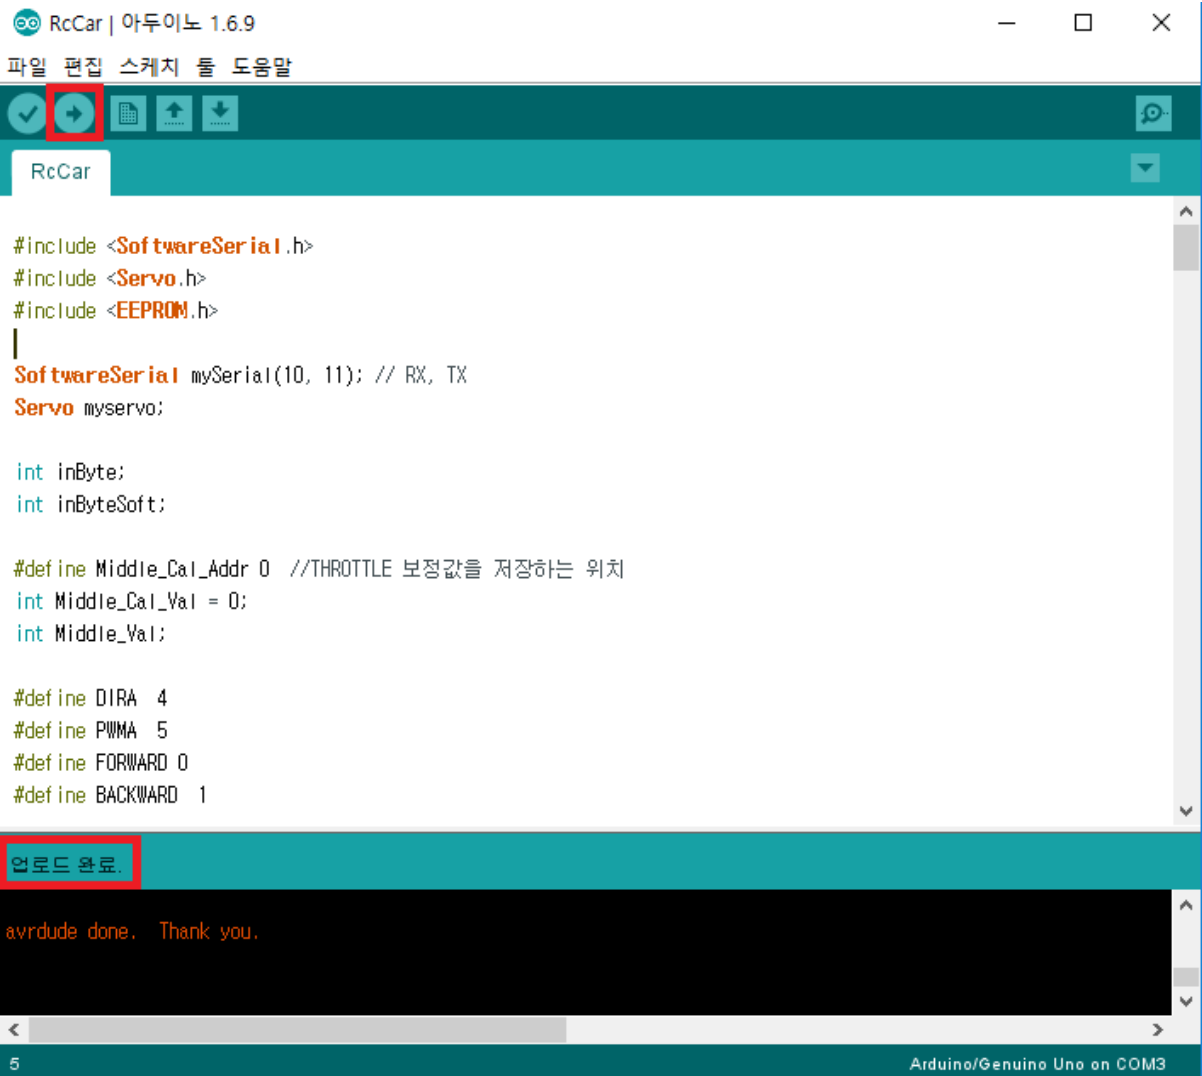 RcCar | 아두이노 1.6.9
파일 편집 스케치 툴 도움말
RcCar
#include <SoftwareSerial.h>
#include <Servo.h>
#include <EEPROM.h>
SoftwareSerial mySerial(10, 11); // RX, TX
Servo myservo;
int inByte;
int inByteSoft;
#define Middle_Cal_Addr 0  //THROTTLE 보정값을 저장하는 위치
int Middle_Cal_Val = 0;
int Middle_Val;
#define DIRA  4
#define PWMA  5
#define FORWARD 0
#define BACKWARD  1
업로드 완료.
avrdude done.  Thank you.
5
Arduino/Genuino Uno on COM3